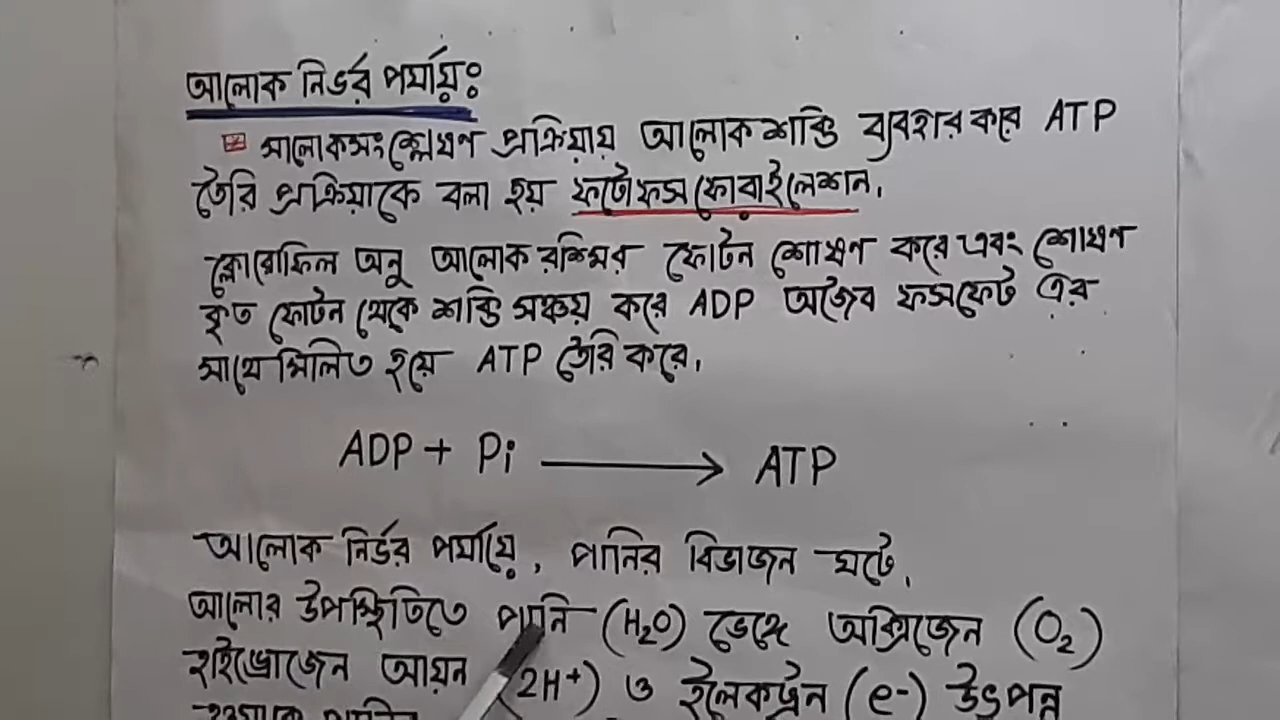 আলোক নির্ভর পর্যায়ঃ
সালোকসংশ্লেষণ প্রক্রিয়ায় আলোকশক্তি ব্যবহার করে ATP
তৈরি প্রক্রিয়াকে বলা হয় ফটোফসফোরাইলেশন.
ক্লোরোফিল অনু আলোক রশ্মির ফোটন শোষণ করে এবং শোষণ
কৃত ফোটন থেকে শক্তি সঞ্চয় করে ADP অজৈব ফসফেট এর
সাথে মিলিত হয়ে ATP তৈরি করে.
ADP + Pi ⟶ ATP
আলোক নির্ভর পর্যায়ে, পানির বিভাজন ঘটে.
আলোর উপস্থিতিতে পানি (H₂O) ভেঙ্গে অক্সিজেন (O₂)
হাইড্রোজেন আয়ন (2H⁺) ও ইলেকট্রন (e-) উৎপন্ন